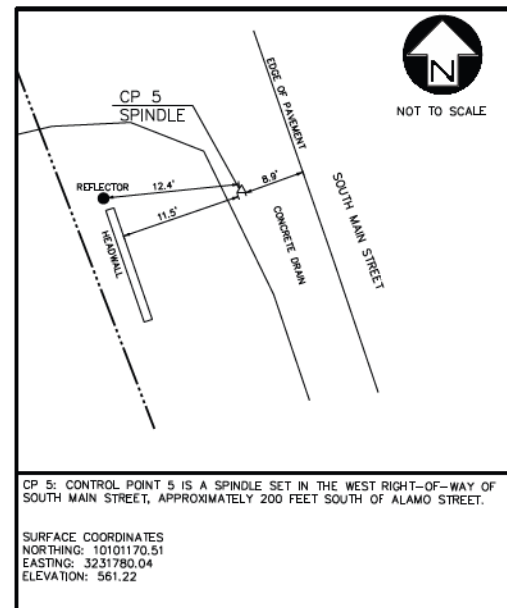 CP 5
SPINDLE
EDGE OF PAVEMENT
N
NOT TO SCALE
REFLECTOR
12.4'
8.9'
11.5'
HEADWALL
CONCRETE DRAIN
SOUTH MAIN STREET
CP 5: CONTROL POINT 5 IS A SPINDLE SET IN THE WEST RIGHT-OF-WAY OF
SOUTH MAIN STREET, APPROXIMATELY 200 FEET SOUTH OF ALAMO STREET.
SURFACE COORDINATES
NORTHING: 10101170.51
EASTING: 3231780.04
ELEVATION: 561.22